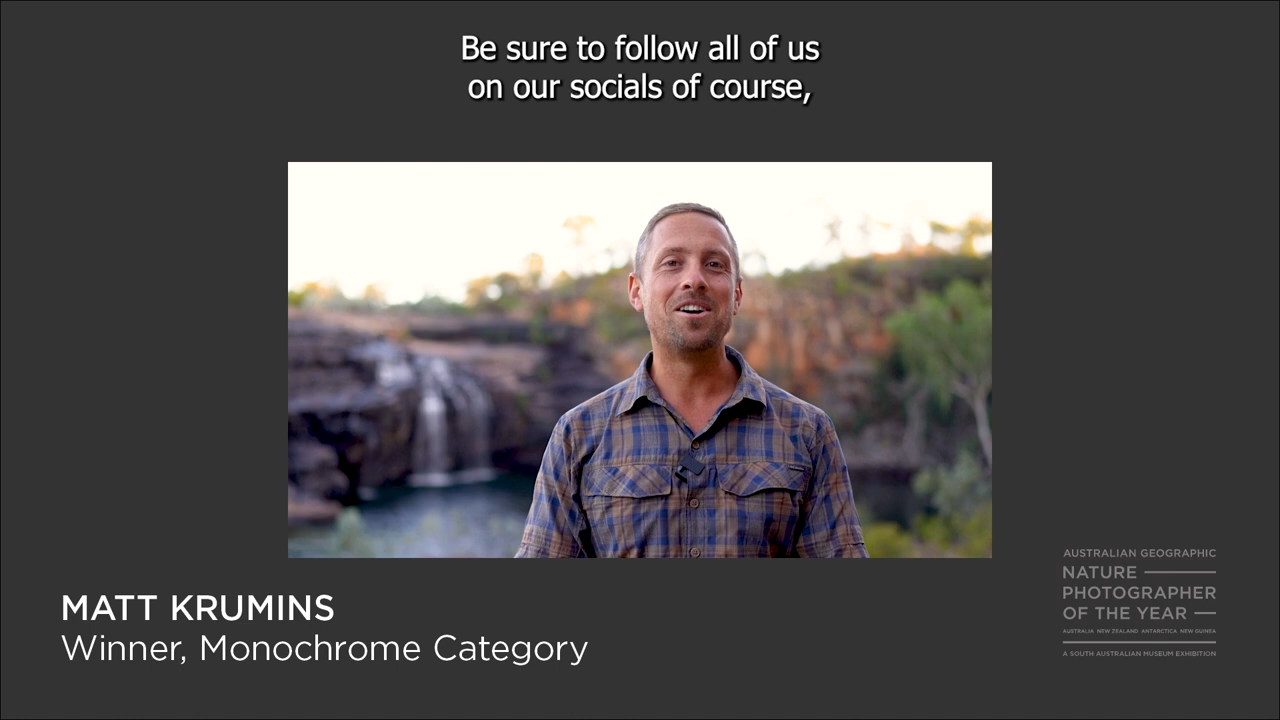 Be sure to follow all of us
on our socials of course,
MATT KRUMINS
Winner, Monochrome Category
AUSTRALIAN GEOGRAPHIC
NATURE
PHOTOGRAPHER
OF THE YEAR
AUSTRALIA NEW ZEALAND ANTARCTICA NEW GUINEA
A SOUTH AUSTRALIAN MUSEUM EXHIBITION